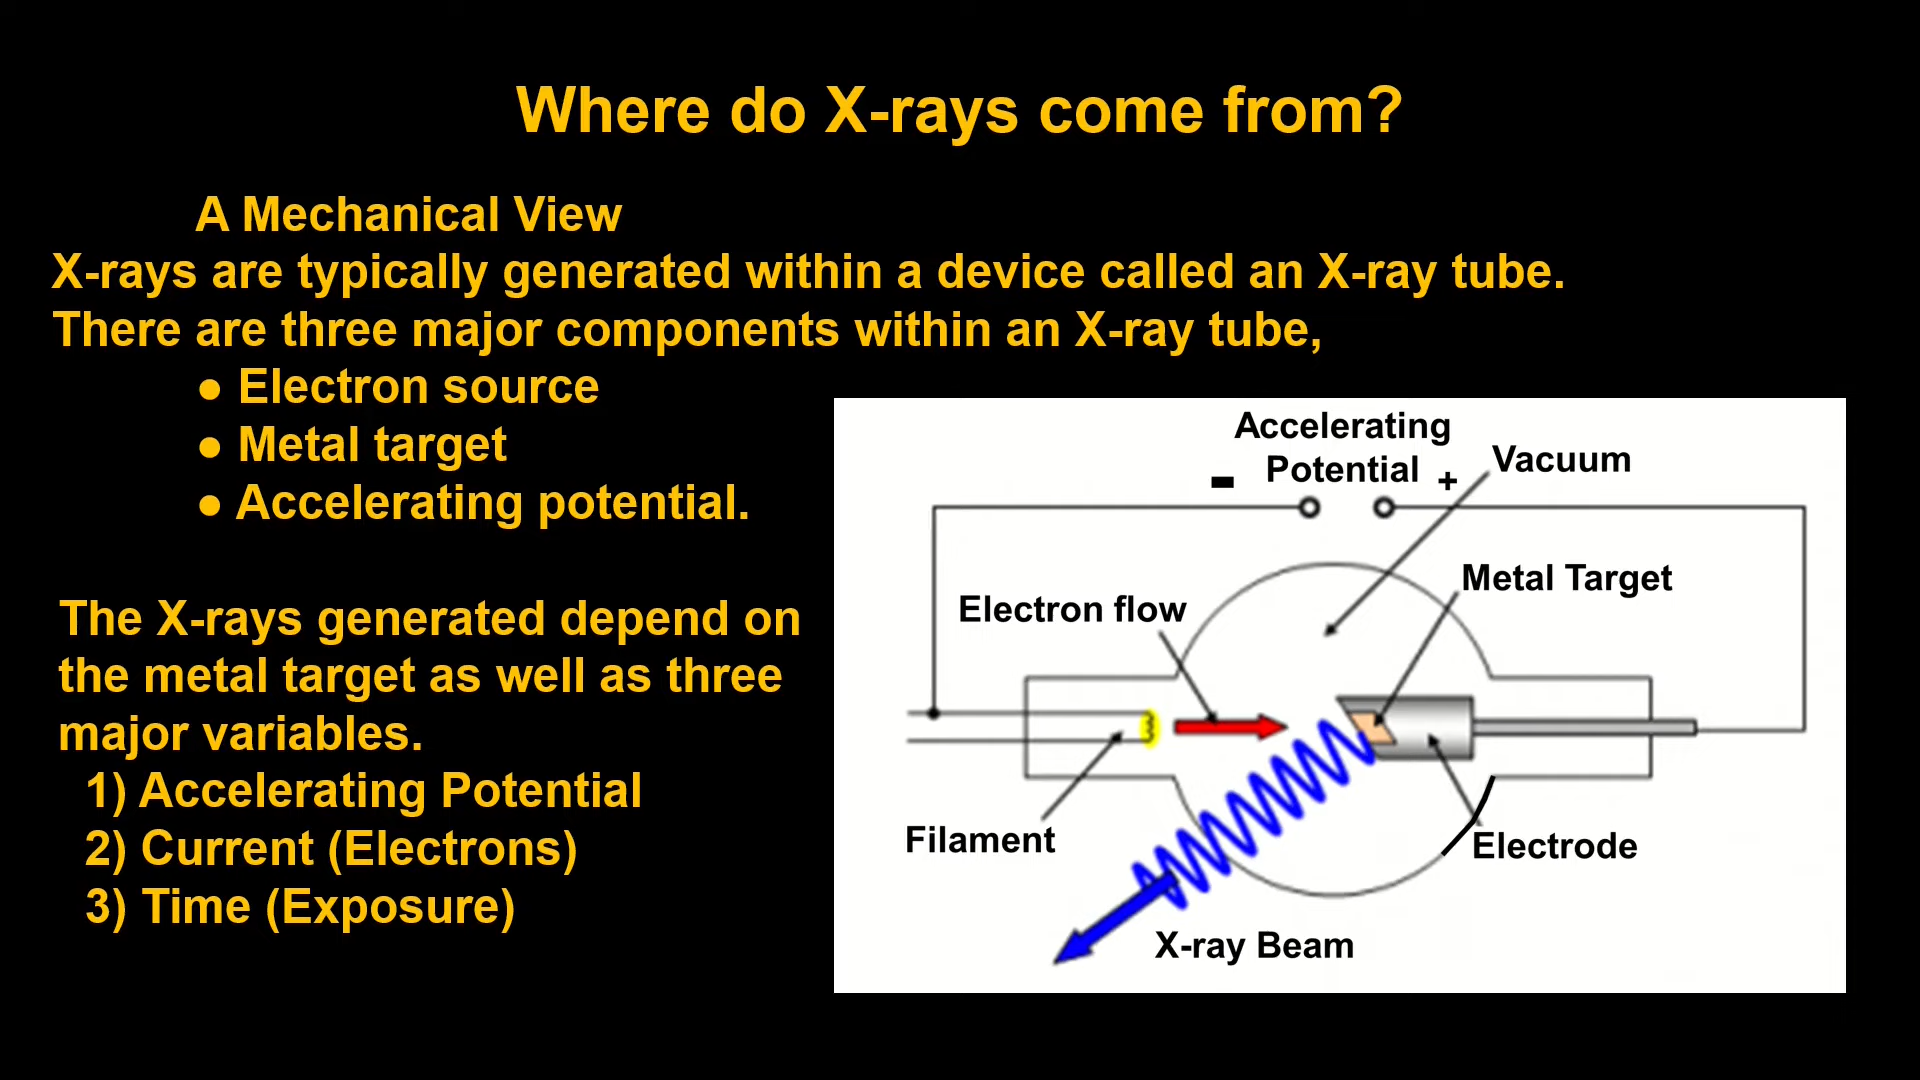 Where do X-rays come from?
A Mechanical View
X-rays are typically generated within a device called an X-ray tube.
There are three major components within an X-ray tube,
● Electron source
● Metal target
● Accelerating potential.
The X-rays generated depend on
the metal target as well as three
major variables.
1) Accelerating Potential
2) Current (Electrons)
3) Time (Exposure)
Accelerating
- Potential +
Vacuum
Metal Target
Electron flow
Filament
Electrode
X-ray Beam